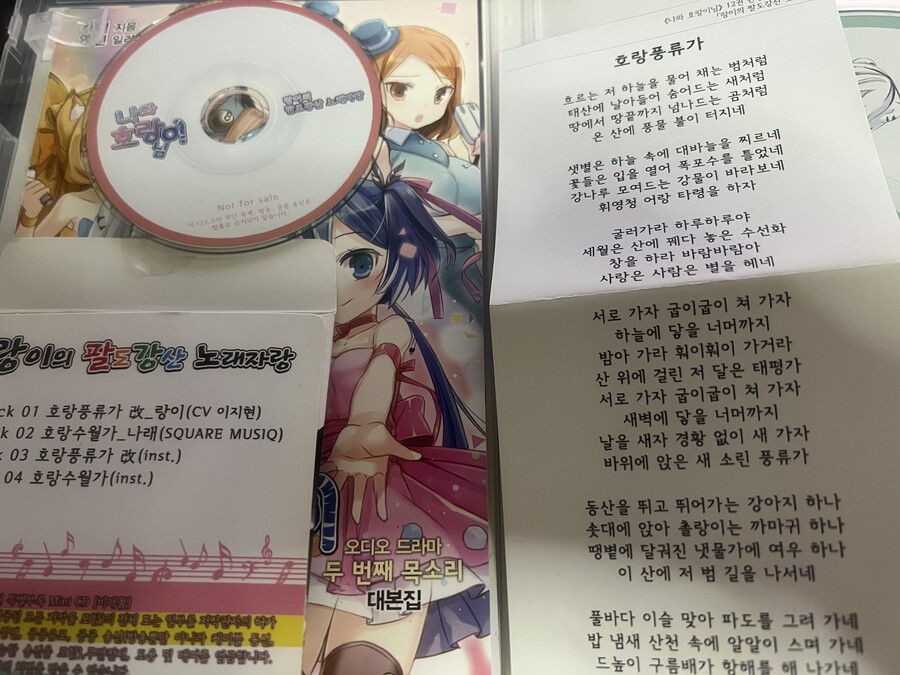 지음
나와
호랑이
님!
Not for sale
랑이의 팔도강산 노래자랑
ck 01 호랑풍류가 改_랑이(CV 이지현)
k 02 호랑수월가_나래(SQUARE MUSIQ)
03 호랑풍류가 改(inst.)
04 호랑수월가(inst.)
Mini CD [비매품]
오디오 드라마
두 번째 목소리
대본집
《나와 호랑이님》 12권
랑이의 팔도강산
호랑풍류가
흐르는 저 하늘을 물어 채는 범처럼
태산에 날아들어 숨어드는 새처럼
땅에서 땅끝까지 넘나드는 곰처럼
온 산에 풍물 불이 터지네
샛별은 하늘 속에 대바늘을 찌르네
꽃들은 입을 열어 폭포수를 틀었네
강나루 모여드는 강물이 바라보네
휘영청 어랑 타령을 하자
굴러가라 하루하루야
세월은 산에 꿰다 놓은 수선화
창을 하라 바람바람아
사랑은 사람은 별을 헤네
서로 가자 굽이굽이 쳐 가자
하늘에 닿을 너머까지
밤아 가라 훠이훠이 가거라
산 위에 걸린 저 달은 태평가
서로 가자 굽이굽이 쳐 가자
새벽에 닿을 너머까지
날을 새자 경황 없이 새 가자
바위에 앉은 새 소린 풍류가
동산을 뛰고 뛰어가는 강아지 하나
솟대에 앉아 촐랑이는 까마귀 하나
땡볕에 달궈진 냇물가에 여우 하나
이 산에 저 범 길을 나서네
풀바다 이슬 맞아 파도를 그려 가네
밥 냄새 산천 속에 알알이 스며 가네
드높이 구름배가 항해를 해 나가네